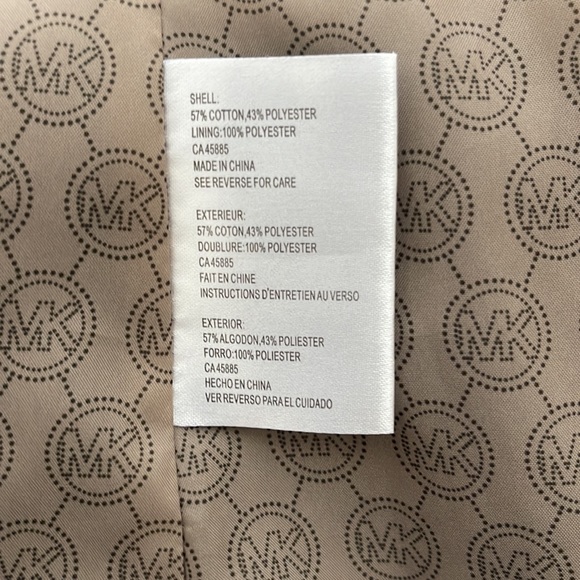 SHELL:
57% COTTON,43% POLYESTER
LINING:100% POLYESTER
CA 45885
MADE IN CHINA
SEE REVERSE FOR CARE
EXTERIEUR:
57% COTON,43% POLYESTER
DOUBLURE:100% POLYESTER
CA 45885
FAIT EN CHINE
INSTRUCTIONS D'ENTRETIEN AU VERSO
EXTERIOR:
57% ALGODON,43% POLIESTER
FORRO:100% POLIESTER
CA 45885
HECHO EN CHINA
VER REVERSO PARA EL CUIDADO
MK